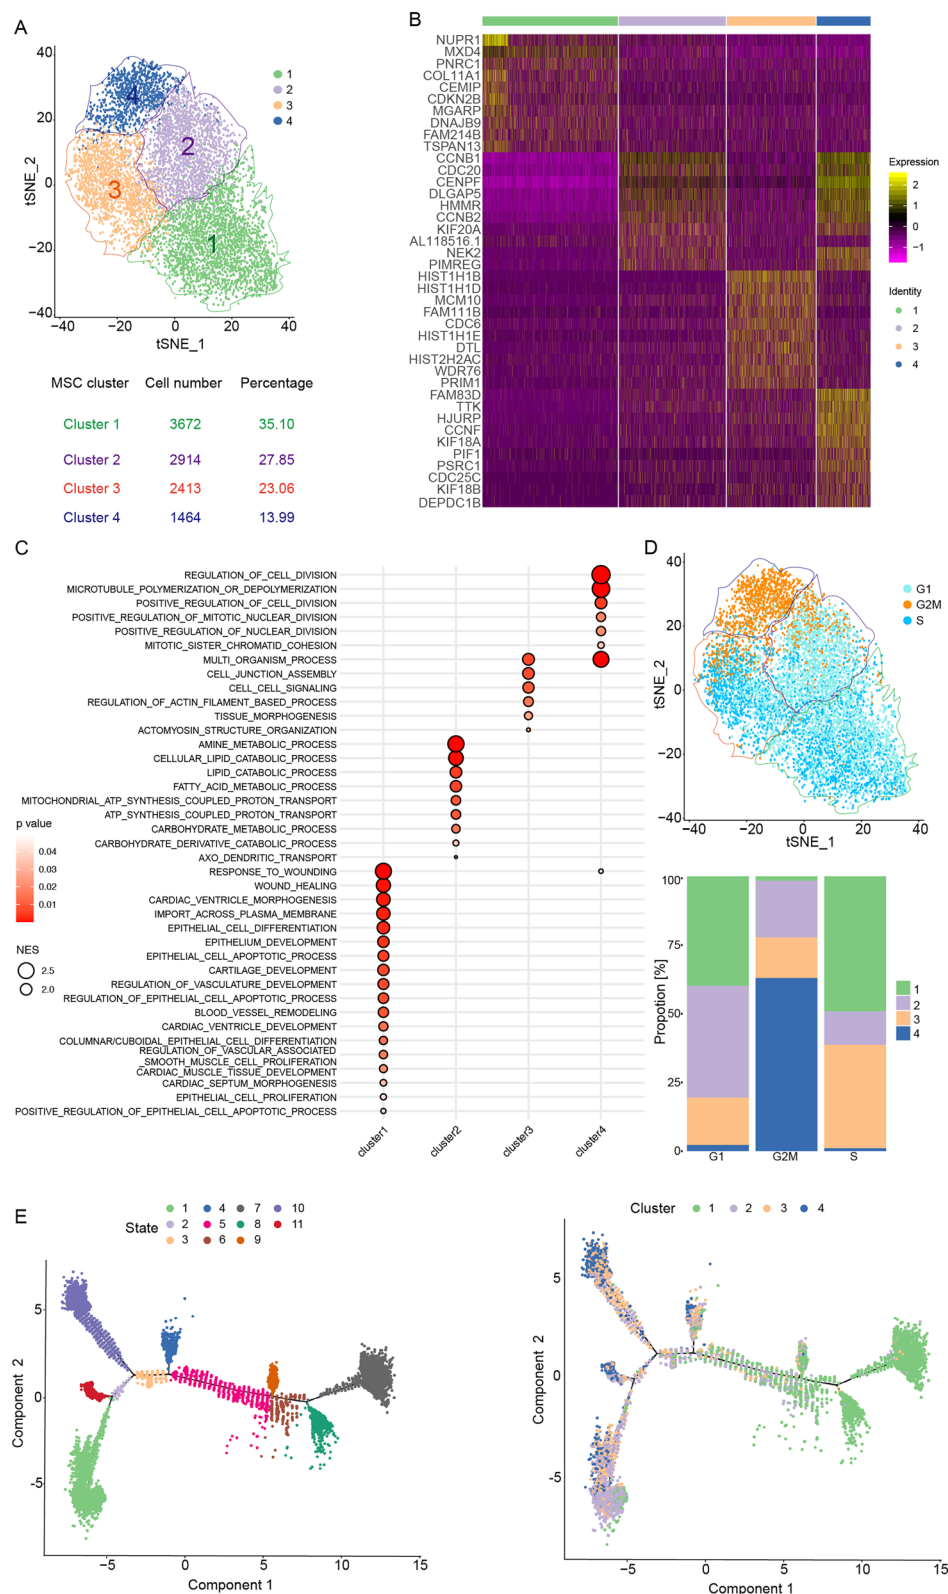 A
40
20
0
−20
−40
−40 −20 0 20 40
tSNE_2
tSNE_1
1
2
3
4
4
2
3
1
MSC cluster Cell number Percentage
Cluster 1 3672 35.10
Cluster 2 2914 27.85
Cluster 3 2413 23.06
Cluster 4 1464 13.99
B
NUPR1
MXD4
PNRC1
COL11A1
CEMIP
CDKN2B
MGARP
DNAJB9
FAM214B
TSPAN13
CCNB1
CDC20
CENPF
DLGAP5
HMMR
CCNB2
KIF20A
AL118516.1
NEK2
PIMREG
HIST1H1B
HIST1H1D
MCM10
FAM111B
CDC6
HIST1H1E
DTL
HIST2H2AC
WDR76
PRIM1
FAM83D
TTK
HJURP
CCNF
KIF18A
PIF1
PSRC1
CDC25C
KIF18B
DEPDC1B
Expression
2
1
0
−1
Identity
1
2
3
4
C
REGULATION_OF_CELL_DIVISION
MICROTUBULE_POLYMERIZATION_OR_DEPOLYMERIZATION
POSITIVE_REGULATION_OF_CELL_DIVISION
POSITIVE_REGULATION_OF_MITOTIC_NUCLEAR_DIVISION
POSITIVE_REGULATION_OF_NUCLEAR_DIVISION
MITOTIC_SISTER_CHROMATID_COHESION
MULTI_ORGANISM_PROCESS
CELL_JUNCTION_ASSEMBLY
CELL_CELL_SIGNALING
REGULATION_OF_ACTIN_FILAMENT_BASED_PROCESS
TISSUE_MORPHOGENESIS
ACTOMYOSIN_STRUCTURE_ORGANIZATION
AMINE_METABOLIC_PROCESS
CELLULAR_LIPID_CATABOLIC_PROCESS
LIPID_CATABOLIC_PROCESS
FATTY_ACID_METABOLIC_PROCESS
MITOCHONDRIAL_ATP_SYNTHESIS_COUPLED_PROTON_TRANSPORT
ATP_SYNTHESIS_COUPLED_PROTON_TRANSPORT
CARBOHYDRATE_METABOLIC_PROCESS
CARBOHYDRATE_DERIVATIVE_CATABOLIC_PROCESS
AXO_DENDRITIC_TRANSPORT
RESPONSE_TO_WOUNDING
WOUND_HEALING
CARDIAC_VENTRICLE_MORPHOGENESIS
IMPORT_ACROSS_PLASMA_MEMBRANE
EPITHELIAL_CELL_DIFFERENTIATION
EPITHELIUM_DEVELOPMENT
EPITHELIAL_CELL_APOPTOTIC_PROCESS
CARTILAGE_DEVELOPMENT
REGULATION_OF_VASCULATURE_DEVELOPMENT
REGULATION_OF_EPITHELIAL_CELL_APOPTOTIC_PROCESS
BLOOD_VESSEL_REMODELING
CARDIAC_VENTRICLE_DEVELOPMENT
COLUMNAR/CUBOIDAL_EPITHELIAL_CELL_DIFFERENTIATION
REGULATION_OF_VASCULAR_ASSOCIATED
SMOOTH_MUSCLE_CELL_PROLIFERATION
CARDIAC_MUSCLE_TISSUE_DEVELOPMENT
CARDIAC_SEPTUM_MORPHOGENESIS
EPITHELIAL_CELL_PROLIFERATION
POSITIVE_REGULATION_OF_EPITHELIAL_CELL_APOPTOTIC_PROCESS
cluster1 cluster2 cluster3 cluster4
p value
0.04
0.03
0.02
0.01
NES
2.5
2.0
D
40
20
0
−20
−40
−40 −20 0 20 40
tSNE_2
tSNE_1
G1
G2M
S
100
75
50
25
0
Propotion [%]
G1 G2M S
1
2
3
4
E
State
1 4 7 10
2 5 8 11
3 6 9
5
0
-5
Component 2
−5 0 5 10 15
Component 1
Cluster 1 2 3 4
5
0
-5
Component 2
−5 0 5 10 15
Component 1